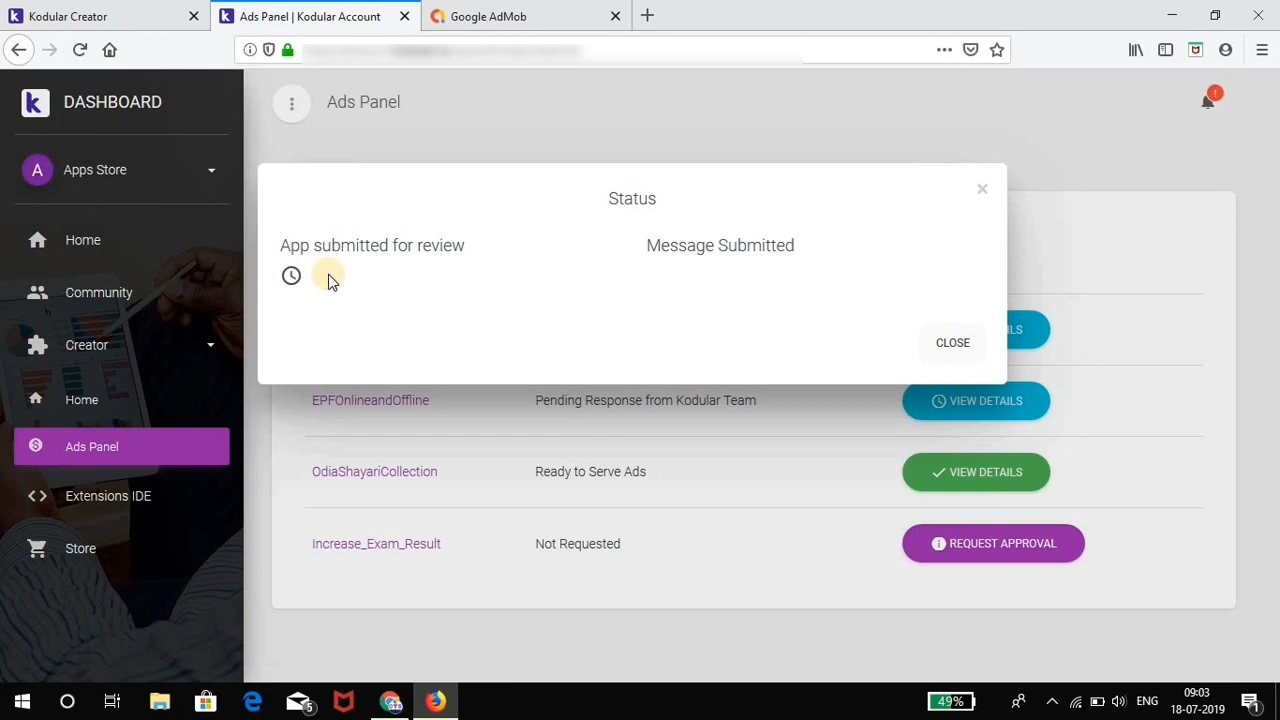 Kodular Creator
Ads Panel | Kodular Account
Google AdMob
DASHBOARD
Ads Panel
A
Apps Store
Home
Community
Creator
Home
Ads Panel
Extensions IDE
Store
Status
App submitted for review
Message Submitted
CLOSE
EPFOnlineandOffline
Pending Response from Kodular Team
VIEW DETAILS
OdiaShayariCollection
Ready to Serve Ads
VIEW DETAILS
Increase_Exam_Result
Not Requested
REQUEST APPROVAL
5
49%
ENG
09:03
18-07-2019
1